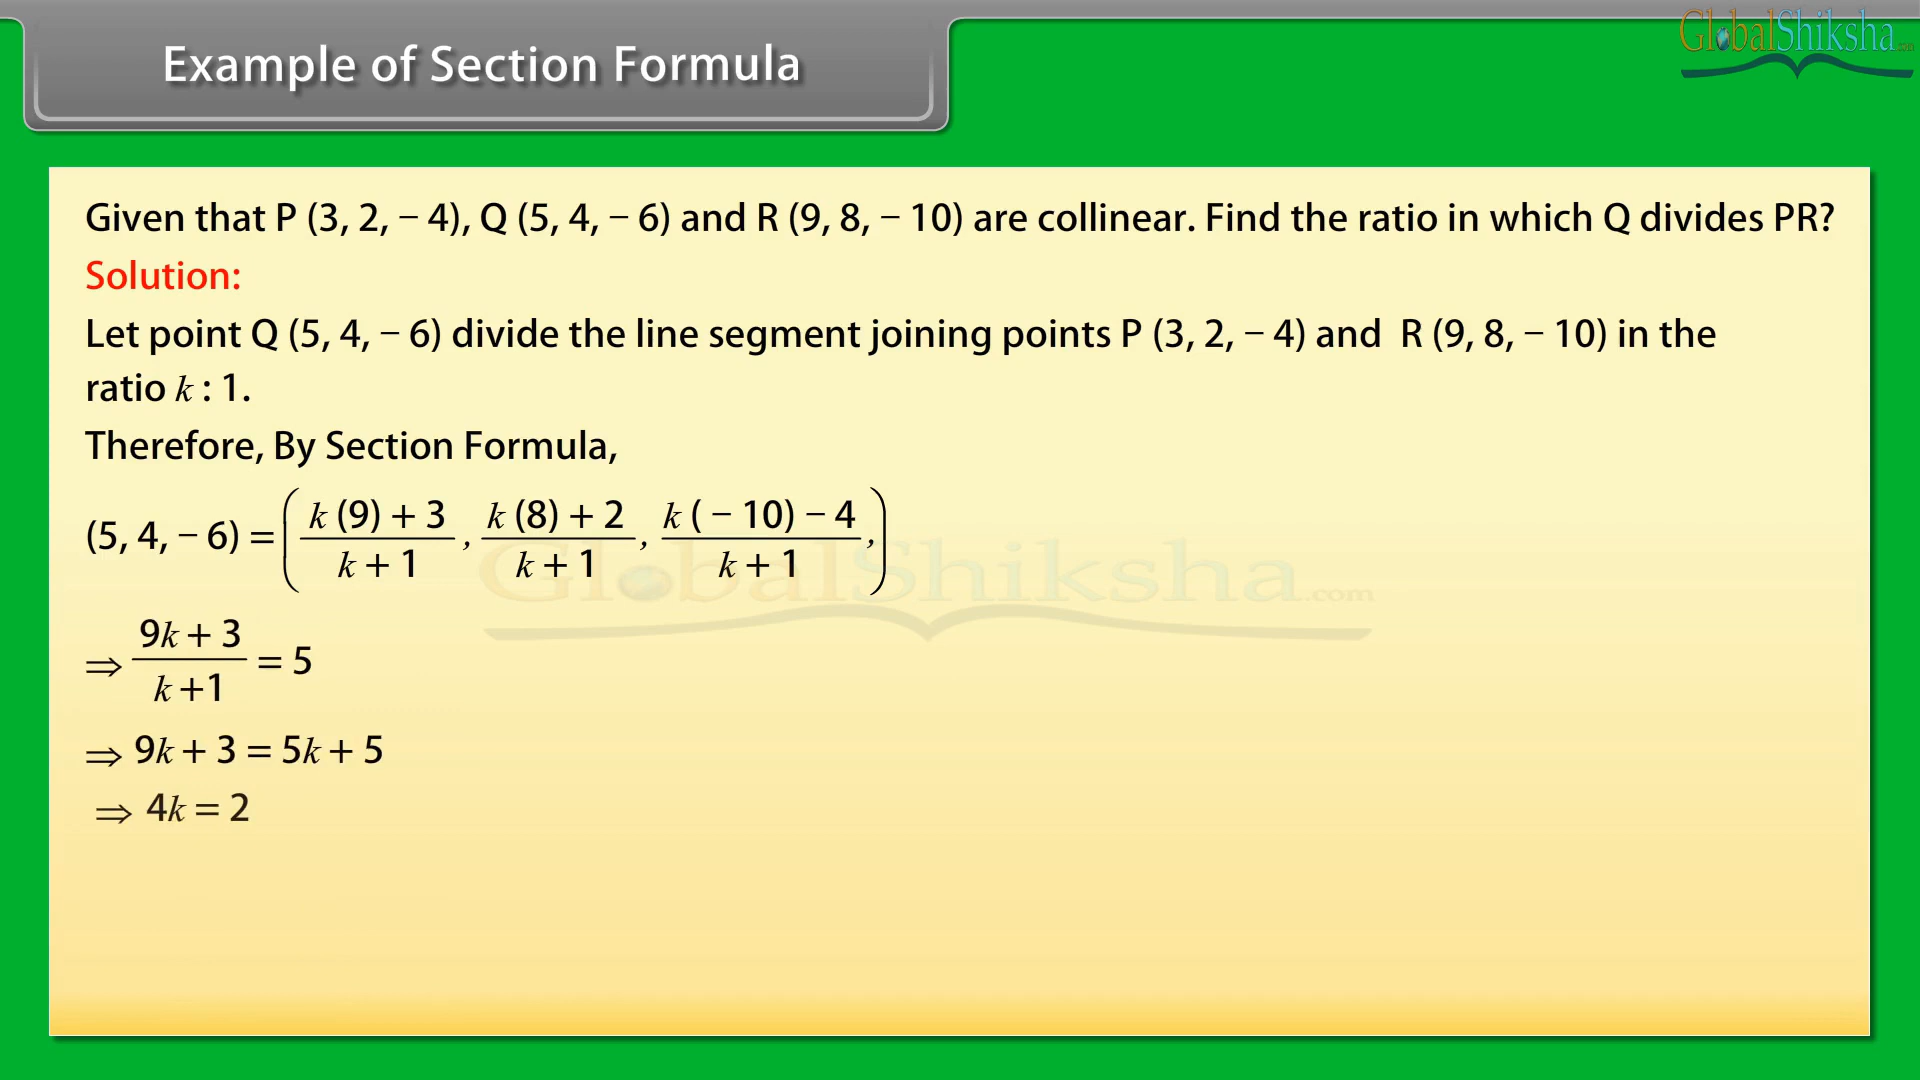 Example of Section Formula
GlobalShiksha.com
Given that P (3, 2, − 4), Q (5, 4, − 6) and R (9, 8, − 10) are collinear. Find the ratio in which Q divides PR?
Solution:
Let point Q (5, 4, − 6) divide the line segment joining points P (3, 2, − 4) and R (9, 8, − 10) in the
ratio k : 1.
Therefore, By Section Formula,
(5, 4, − 6) = ( k (9) + 3 / k + 1 , k (8) + 2 / k + 1 , k ( − 10) − 4 / k + 1 , )
GlobalShiksha.com
⇒ 9k + 3 / k +1 = 5
⇒ 9k + 3 = 5k + 5
⇒ 4k = 2